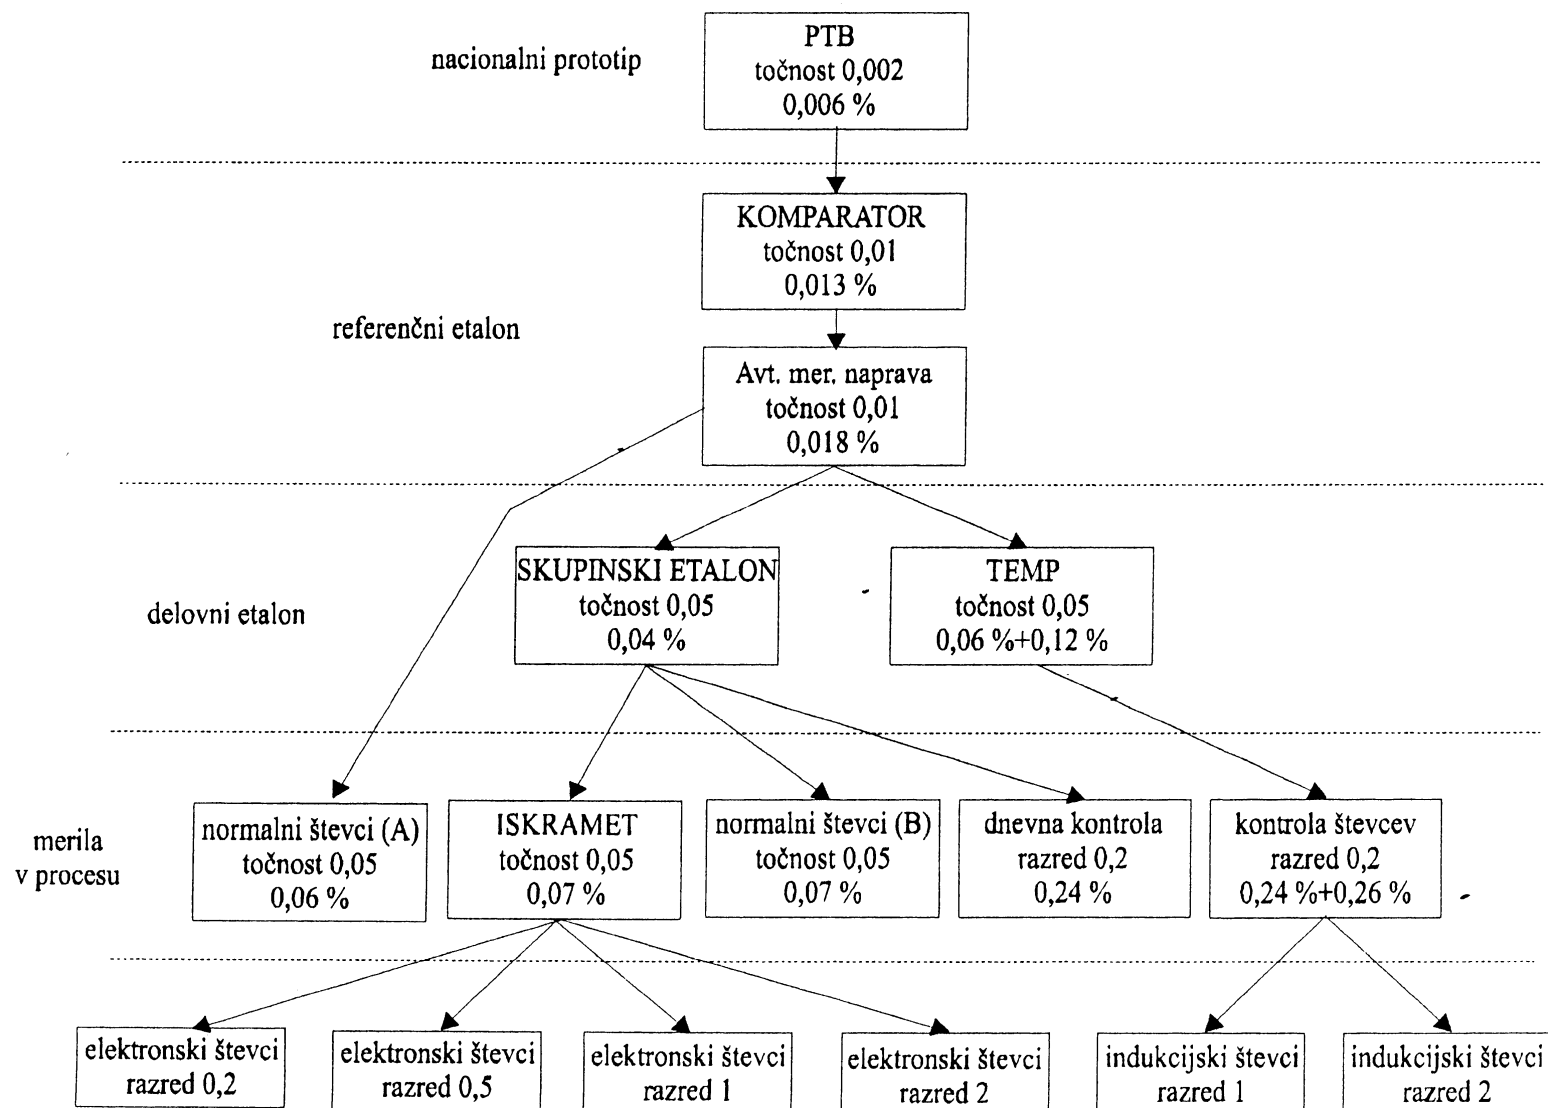 nacionalni prototip
PTB
točnost 0,002
0,006 %
referenčni etalon
KOMPARATOR
točnost 0,01
0,013 %
Avt. mer. naprava
točnost 0,01
0,018 %
delovni etalon
SKUPINSKI ETALON
točnost 0,05
0,04 %
TEMP
točnost 0,05
0,06 %+0,12 %
merila
v procesu
normalni števci (A)
točnost 0,05
0,06 %
ISKRAMET
točnost 0,05
0,07 %
normalni števci (B)
točnost 0,05
0,07 %
dnevna kontrola
razred 0,2
0,24 %
kontrola števcev
razred 0,2
0,24 %+0,26 %
elektronski števci
razred 0,2
elektronski števci
razred 0,5
elektronski števci
razred 1
elektronski števci
razred 2
indukcijski števci
razred 1
indukcijski števci
razred 2